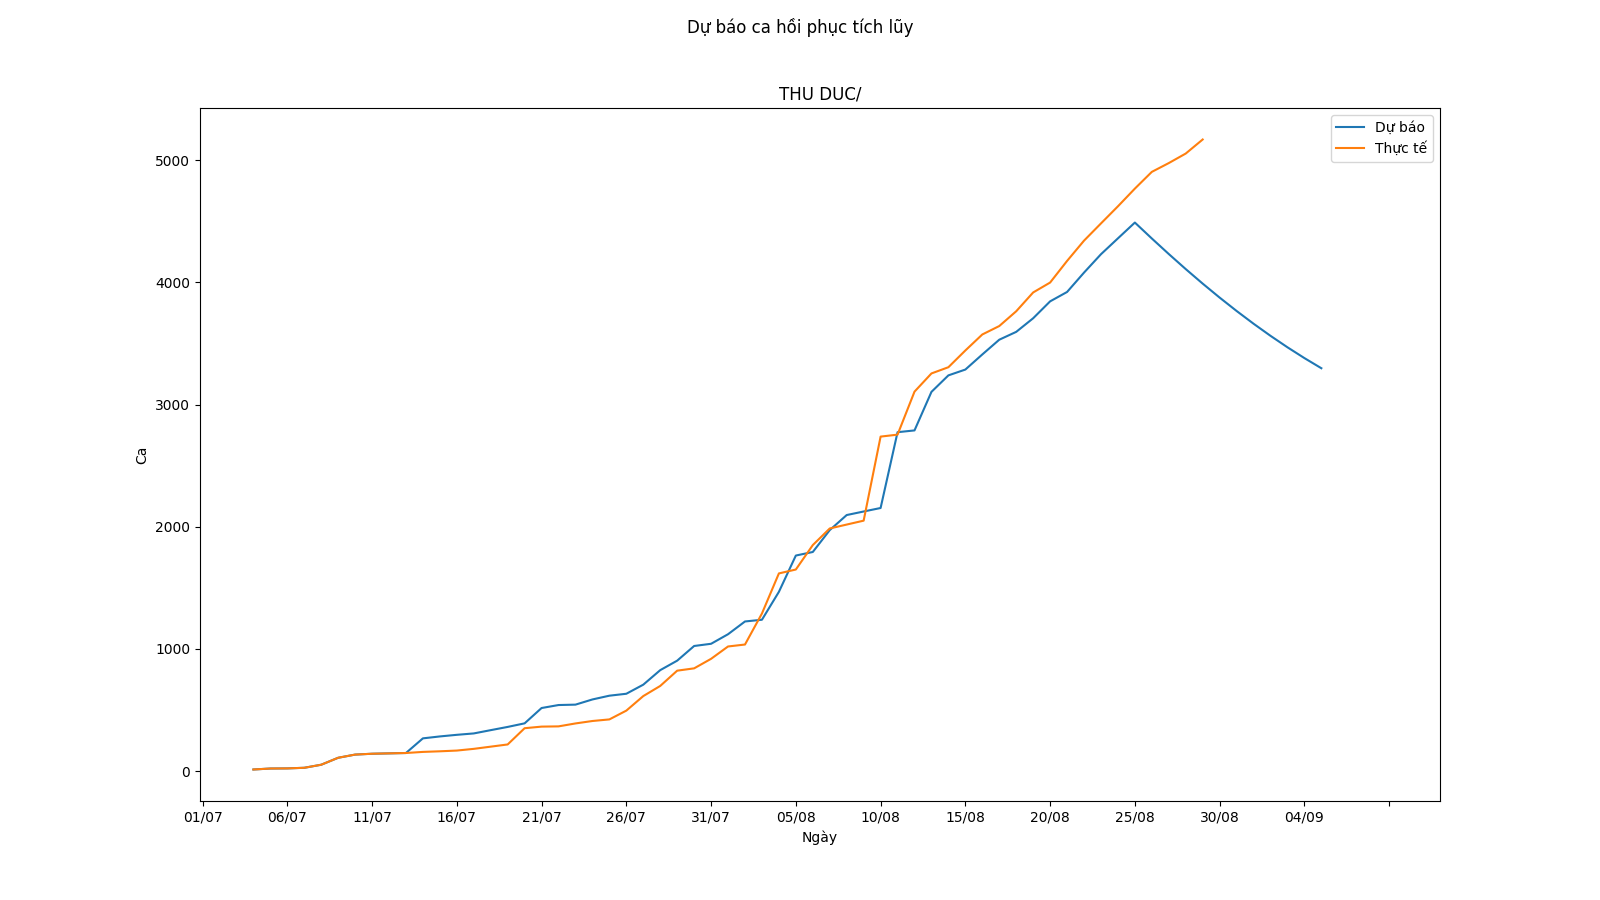 Dự báo ca hồi phục tích lũy
THU DUC/
Dự báo
Thực tế
5000
4000
3000
2000
1000
0
Ca
01/07 06/07 11/07 16/07 21/07 26/07 31/07 05/08 10/08 15/08 20/08 25/08 30/08 04/09
Ngày